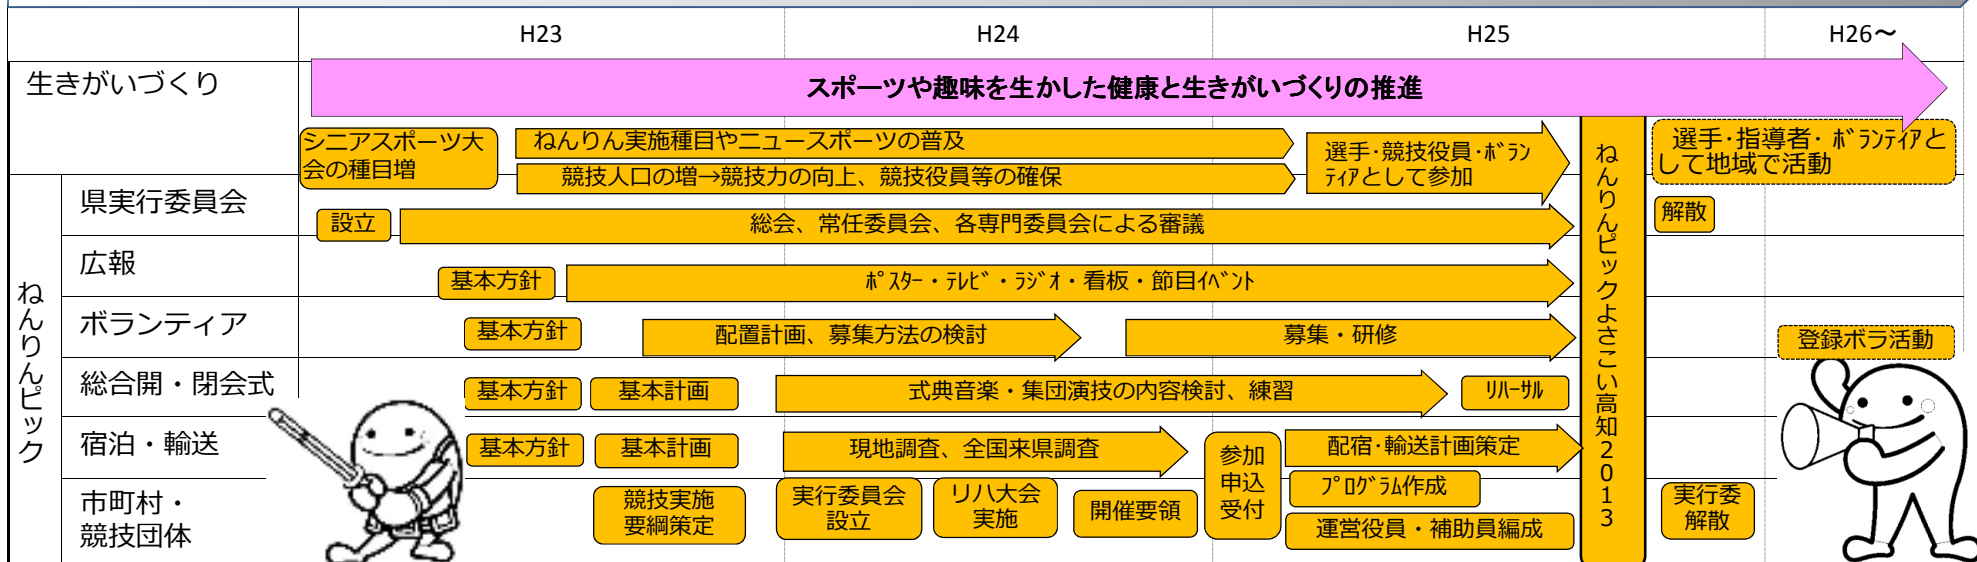 H23
H24
H25
H26～
生きがいづくり
スポーツや趣味を生かした健康と生きがいづくりの推進
シニアスポーツ大
会の種目増
ねんりん実施種目やニュースポーツの普及
競技人口の増→競技力の向上、競技役員等の確保
選手・競技役員・ﾎﾞﾗﾝ
ﾃｨｱとして参加
ねんりんピックよさこい高知2013
選手・指導者・ﾎﾞﾗﾝﾃｨｱと
して地域で活動
ねんりんピック
県実行委員会
設立
総会、常任委員会、各専門委員会による審議
解散
広報
基本方針
ﾎﾟｽﾀｰ・ﾃﾚﾋﾞ・ﾗｼﾞｵ・看板・節目ｲﾍﾞﾝﾄ
ボランティア
基本方針
配置計画、募集方法の検討
募集・研修
登録ボラ活動
総合開・閉会式
基本方針
基本計画
式典音楽・集団演技の内容検討、練習
ﾘﾊｰｻﾙ
宿泊・輸送
基本方針
基本計画
現地調査、全国来県調査
参加
申込
受付
配宿・輸送計画策定
市町村・
競技団体
競技実施
要綱策定
実行委員会
設立
リハ大会
実施
開催要領
ﾌﾟﾛｸﾞﾗﾑ作成
運営役員・補助員編成
実行委
解散